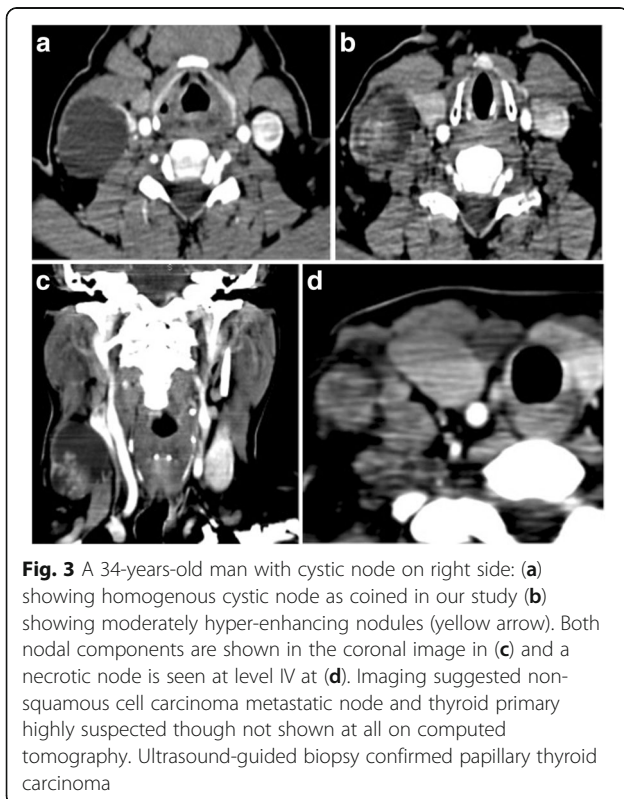 a
b
c
d
Fig. 3 A 34-years-old man with cystic node on right side: (a)
showing homogenous cystic node as coined in our study (b)
showing moderately hyper-enhancing nodules (yellow arrow). Both
nodal components are shown in the coronal image in (c) and a
necrotic node is seen at level IV at (d). Imaging suggested non-
squamous cell carcinoma metastatic node and thyroid primary
highly suspected though not shown at all on computed
tomography. Ultrasound-guided biopsy confirmed papillary thyroid
carcinoma